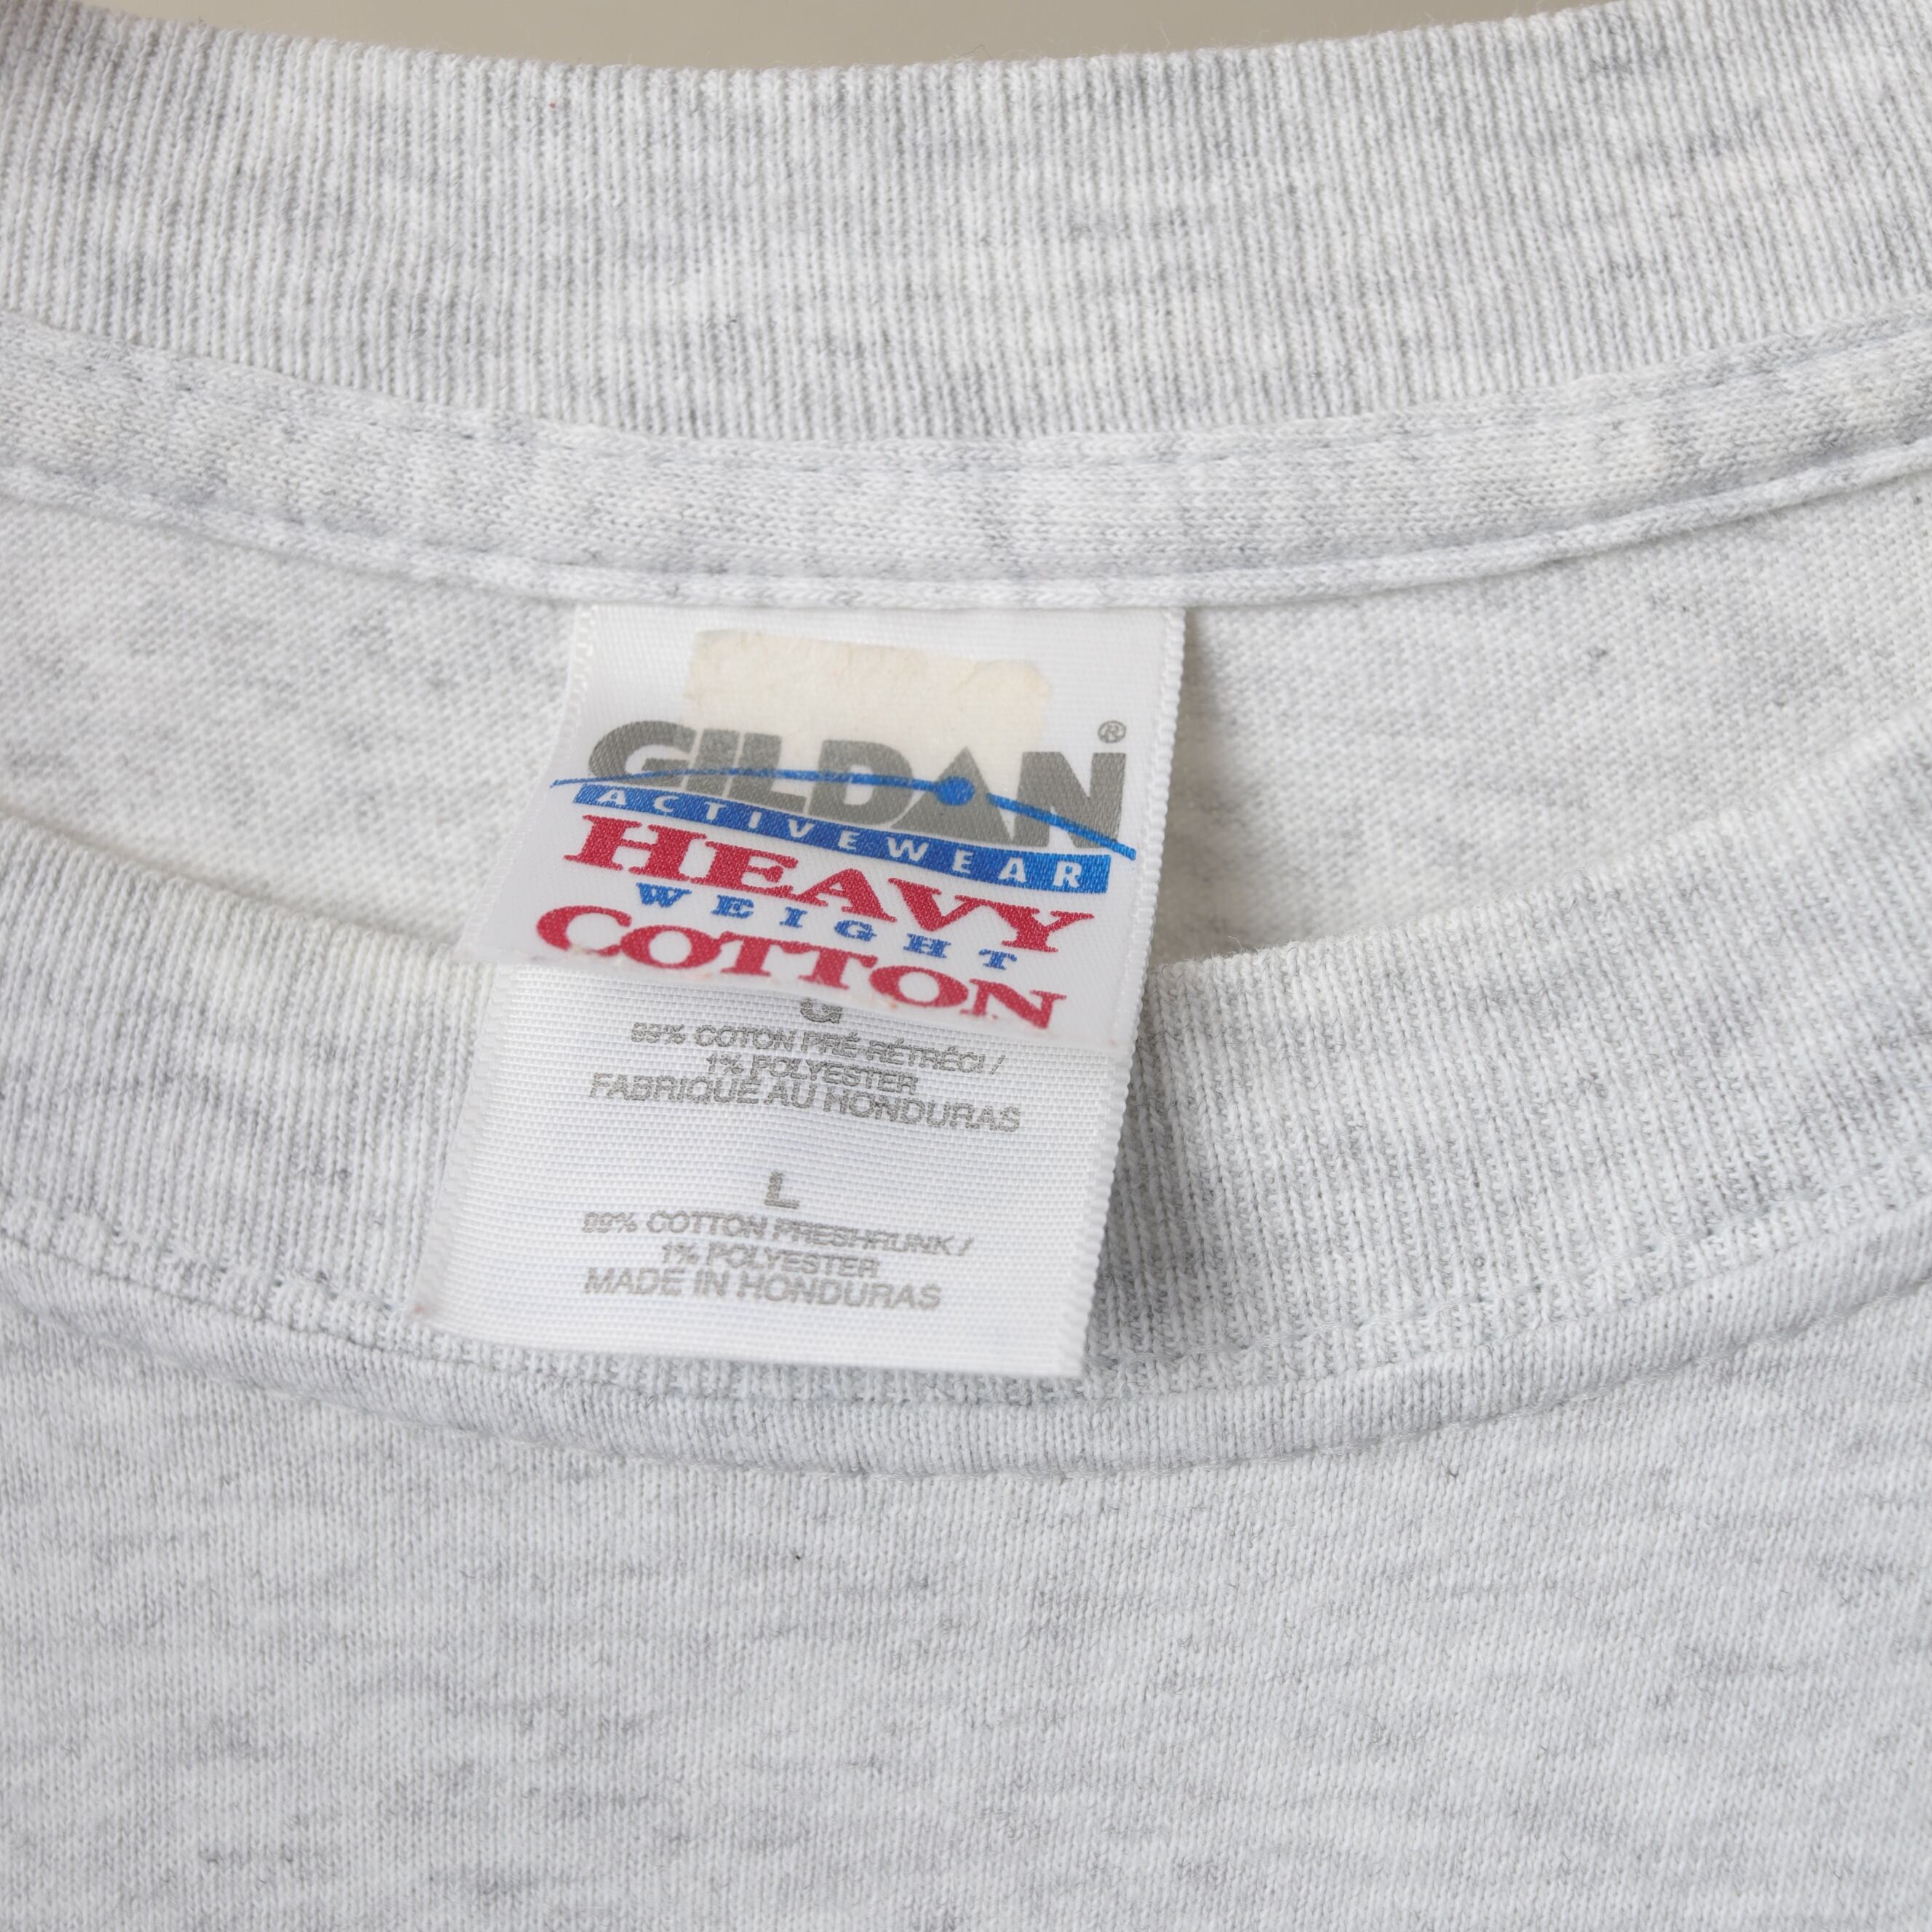 GILDAN®
ACTIVEWEAR
HEAVY
WEIGHT
COTTON
G
99% COTON PRÉ-RÉTRÉCI /
1% POLYESTER
FABRIQUÉ AU HONDURAS
L
99% COTTON PRESHRUNK /
1% POLYESTER
MADE IN HONDURAS